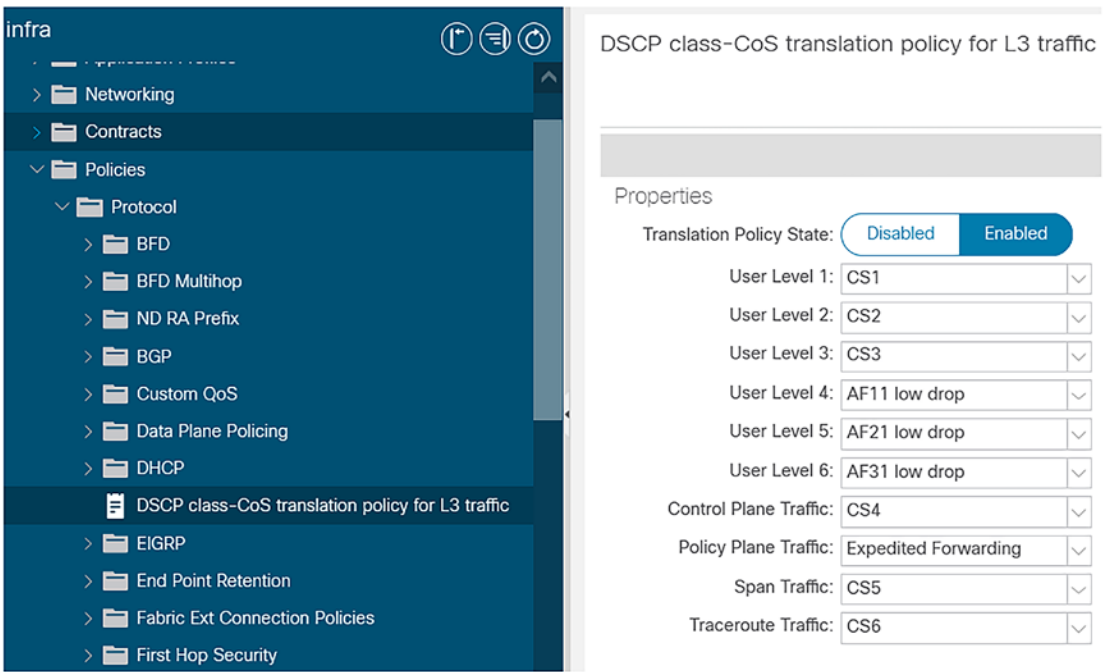 infra
Application Profiles
Networking
Contracts
Policies
Protocol
BFD
BFD Multihop
ND RA Prefix
BGP
Custom QoS
Data Plane Policing
DHCP
DSCP class-CoS translation policy for L3 traffic
EIGRP
End Point Retention
Fabric Ext Connection Policies
First Hop Security
DSCP class-CoS translation policy for L3 traffic
Properties
Translation Policy State: Disabled Enabled
User Level 1: CS1
User Level 2: CS2
User Level 3: CS3
User Level 4: AF11 low drop
User Level 5: AF21 low drop
User Level 6: AF31 low drop
Control Plane Traffic: CS4
Policy Plane Traffic: Expedited Forwarding
Span Traffic: CS5
Traceroute Traffic: CS6